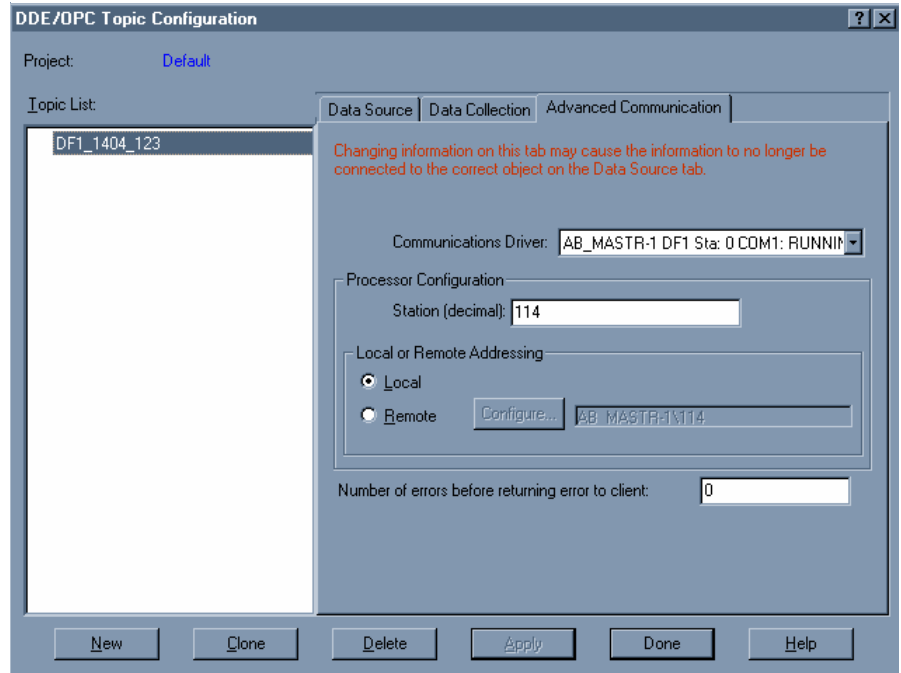 DDE/OPC Topic Configuration
Project: Default
Topic List:
DF1_1404_123
Data Source Data Collection Advanced Communication
Changing information on this tab may cause the information to no longer be
connected to the correct object on the Data Source tab.
Communications Driver: AB_MASTR-1 DF1 Sta: 0 COM1: RUNNIN
Processor Configuration
Station (decimal): 114
Local or Remote Addressing
Local
Remote Configure... AB_MASTR-1\114
Number of errors before returning error to client: 0
New Clone Delete Apply Done Help